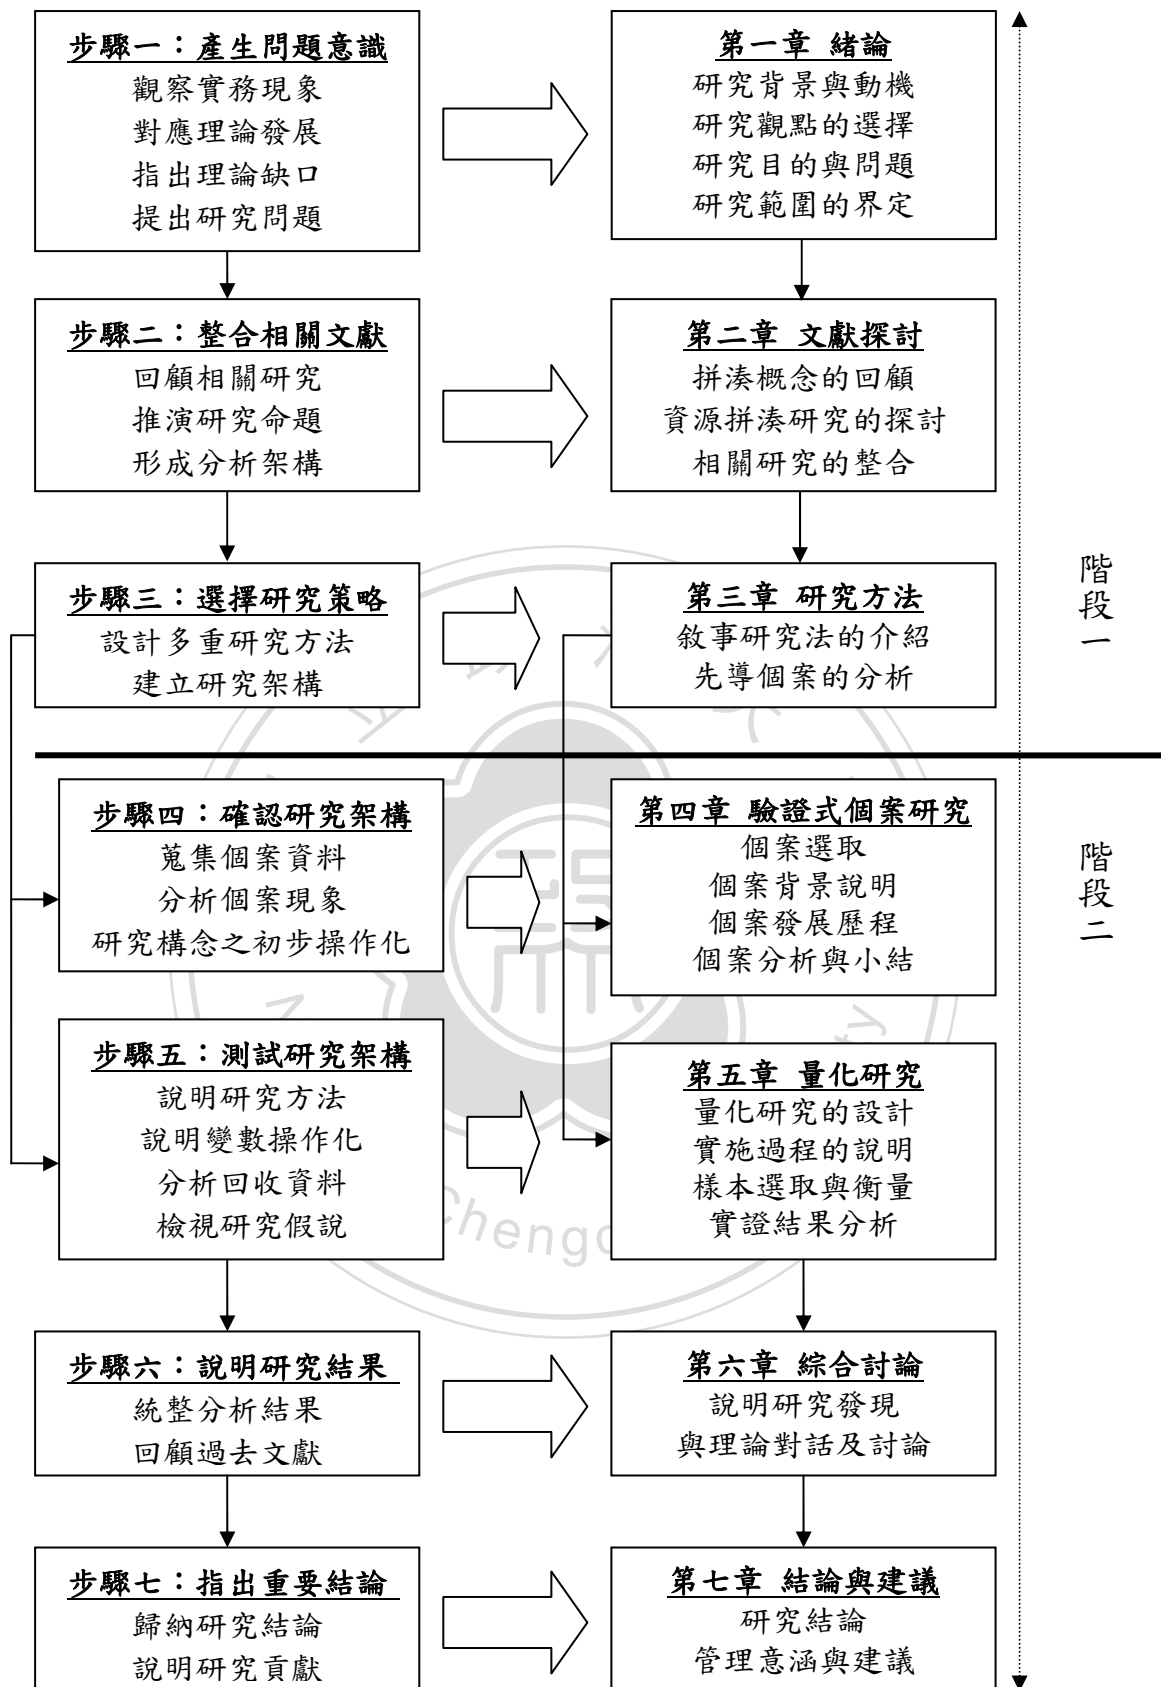 步驟一：產生問題意識
觀察實務現象
對應理論發展
指出理論缺口
提出研究問題
第一章 緒論
研究背景與動機
研究觀點的選擇
研究目的與問題
研究範圍的界定
步驟二：整合相關文獻
回顧相關研究
推演研究命題
形成分析架構
第二章 文獻探討
拼湊概念的回顧
資源拼湊研究的探討
相關研究的整合
步驟三：選擇研究策略
設計多重研究方法
建立研究架構
第三章 研究方法
敘事研究法的介紹
先導個案的分析
階段一
步驟四：確認研究架構
蒐集個案資料
分析個案現象
研究構念之初步操作化
第四章 驗證式個案研究
個案選取
個案背景說明
個案發展歷程
個案分析與小結
階段二
步驟五：測試研究架構
說明研究方法
說明變數操作化
分析回收資料
檢視研究假說
第五章 量化研究
量化研究的設計
實施過程的說明
樣本選取與衡量
實證結果分析
步驟六：說明研究結果
統整分析結果
回顧過去文獻
第六章 綜合討論
說明研究發現
與理論對話及討論
步驟七：指出重要結論
歸納研究結論
說明研究貢獻
第七章 結論與建議
研究結論
管理意涵與建議